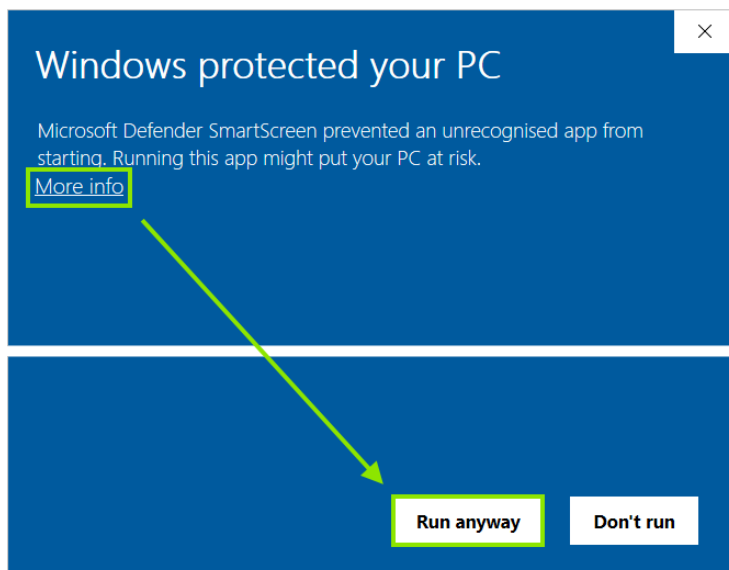 Windows protected your PC
Microsoft Defender SmartScreen prevented an unrecognised app from
starting. Running this app might put your PC at risk.
More info
Run anyway
Don't run